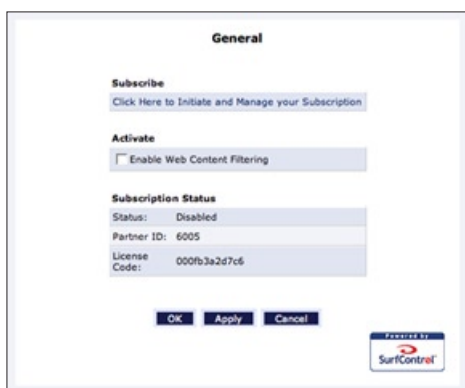 General
Subscribe
Click Here to Initiate and Manage your Subscription
Activate
Enable Web Content Filtering
Subscription Status
Status: Disabled
Partner ID: 6005
License
Code: 000fb3a2d7c6
OK Apply Cancel
Powered by
SurfControl